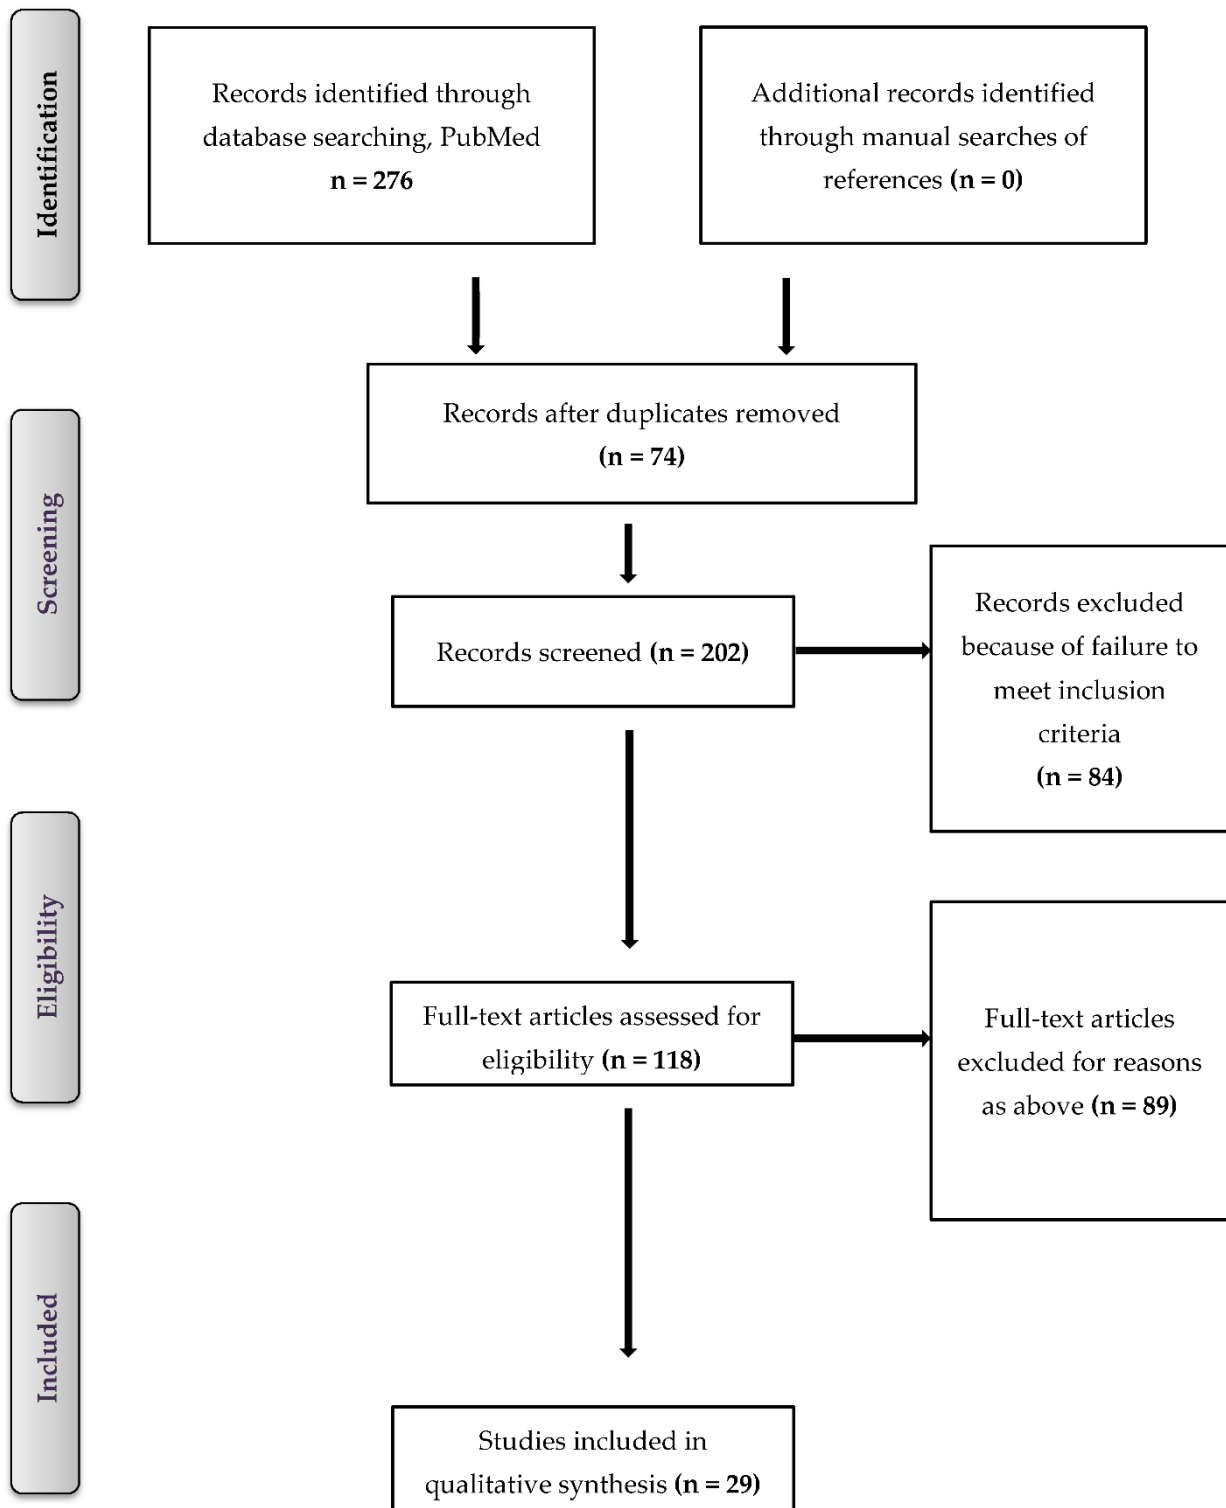 Identification
Records identified through
database searching, PubMed
n = 276
Additional records identified
through manual searches of
references (n = 0)
Screening
Records after duplicates removed
(n = 74)
Records screened (n = 202)
Records excluded
because of failure to
meet inclusion
criteria
(n = 84)
Eligibility
Full-text articles assessed for
eligibility (n = 118)
Full-text articles
excluded for reasons
as above (n = 89)
Included
Studies included in
qualitative synthesis (n = 29)